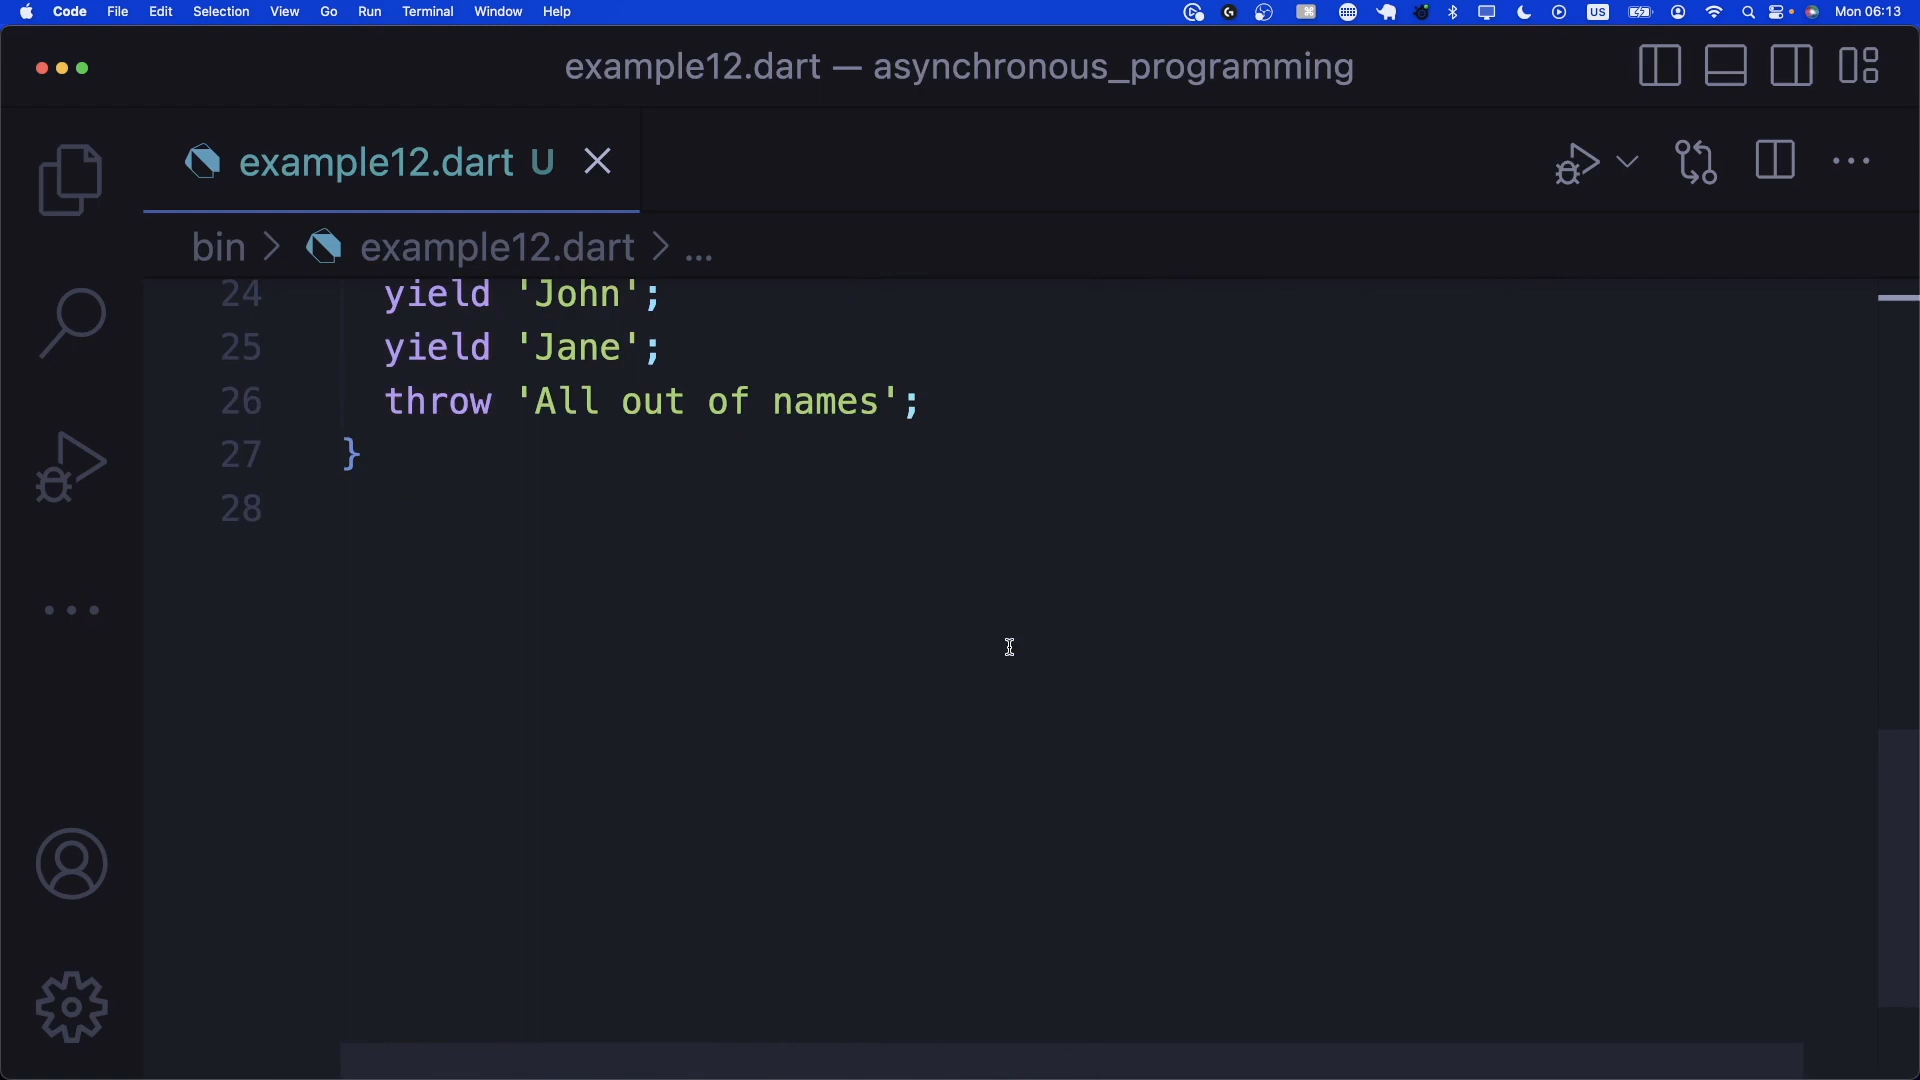 Code File Edit Selection View Go Run Terminal Window Help US Mon 06:13
example12.dart — asynchronous_programming
example12.dart U
bin > example12.dart > ...
24 yield 'John';
25 yield 'Jane';
26 throw 'All out of names';
27 }
28